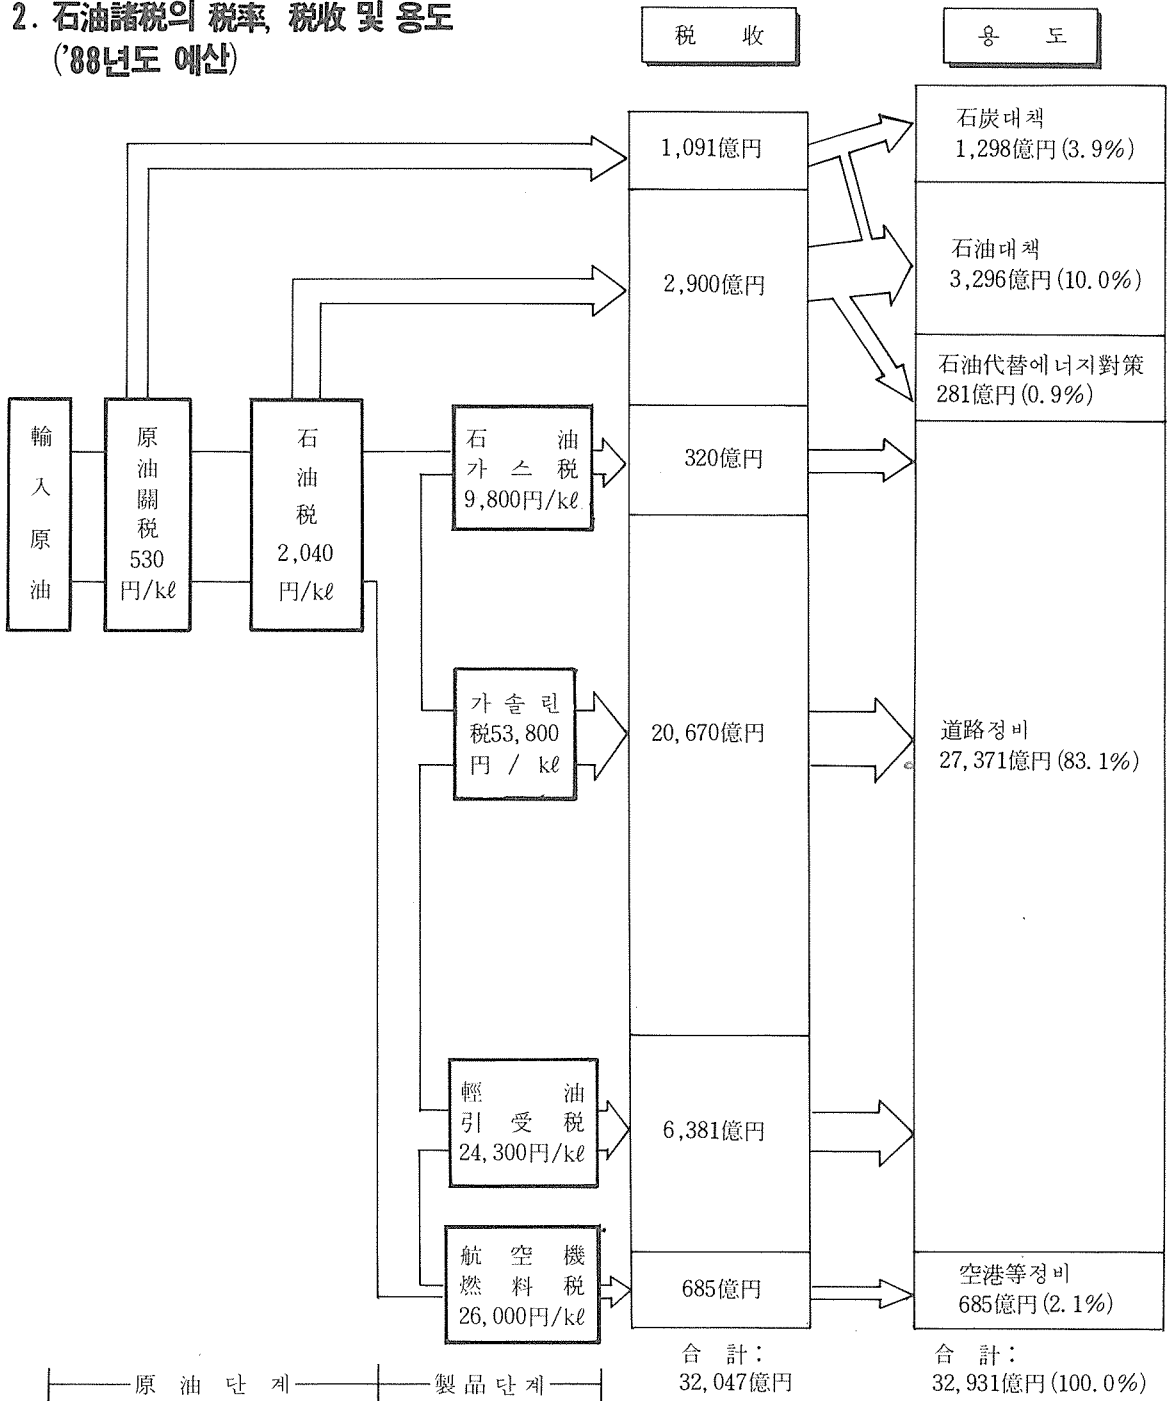 2. 石油諸税의 税率, 税收 및 용도
('88년도 예산)
税 收
용 도
1,091億円
石炭대책
1,298億円(3.9%)
2,900億円
石油대책
3,296億円(10.0%)
石油代替에너지對策
281億円(0.9%)
輸入原油
原油關税
530
円/kℓ
石油税
2,040
円/kℓ
石 油
가 스 税
9,800円/kℓ
320億円
가 솔 린
税53,800
円 / kℓ
20,670億円
道路정비
27,371億円(83.1%)
輕 油
引 受 税
24,300円/kℓ
6,381億円
航 空 機
燃 料 税
26,000円/kℓ
685億円
空港等정비
685億円(2.1%)
合 計:
32,047億円
合 計:
32,931億円(100.0%)
原 油 단 계
製品단계